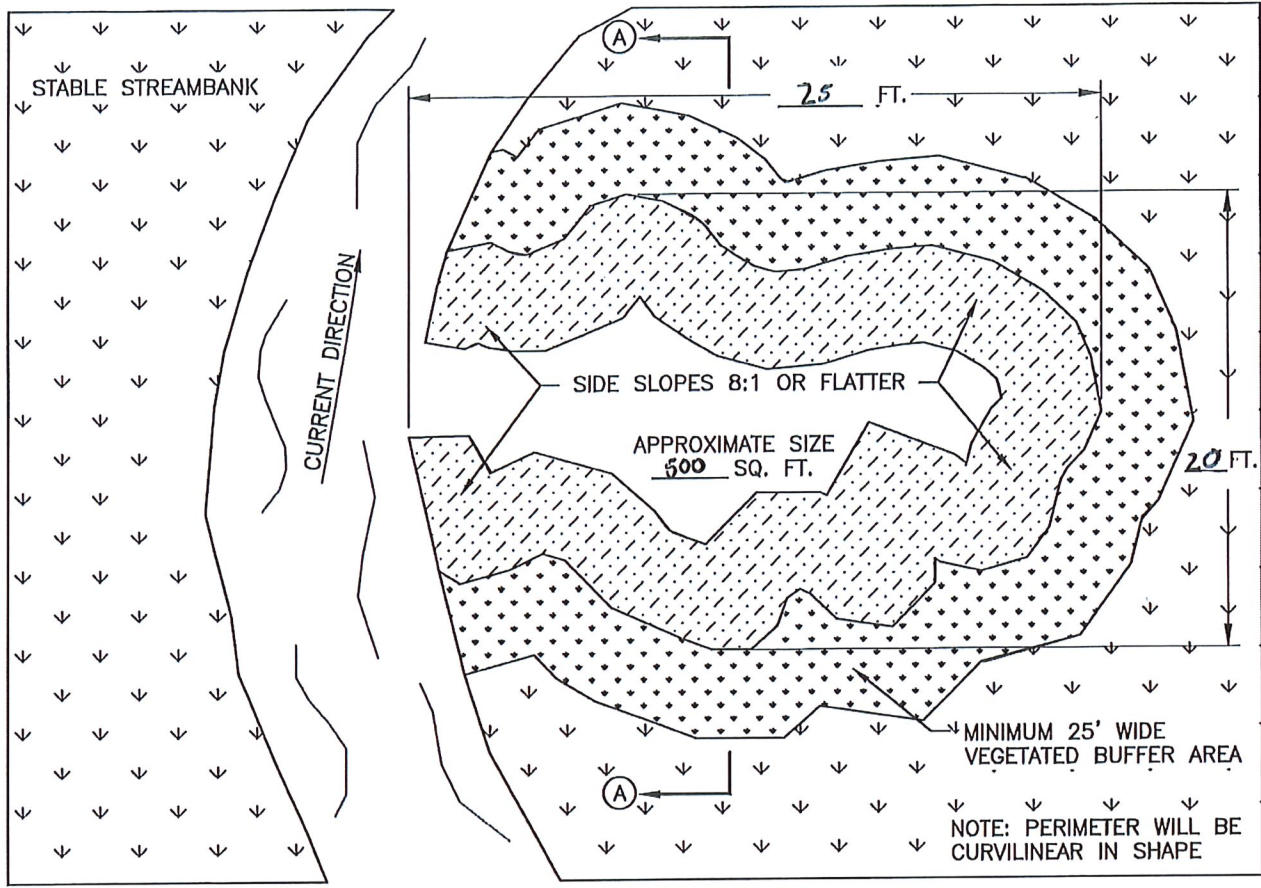 A
STABLE STREAMBANK
25 FT.
CURRENT DIRECTION
SIDE SLOPES 8:1 OR FLATTER
APPROXIMATE SIZE
500 SQ. FT.
20 FT.
MINIMUM 25' WIDE
VEGETATED BUFFER AREA
A
NOTE: PERIMETER WILL BE
CURVILINEAR IN SHAPE